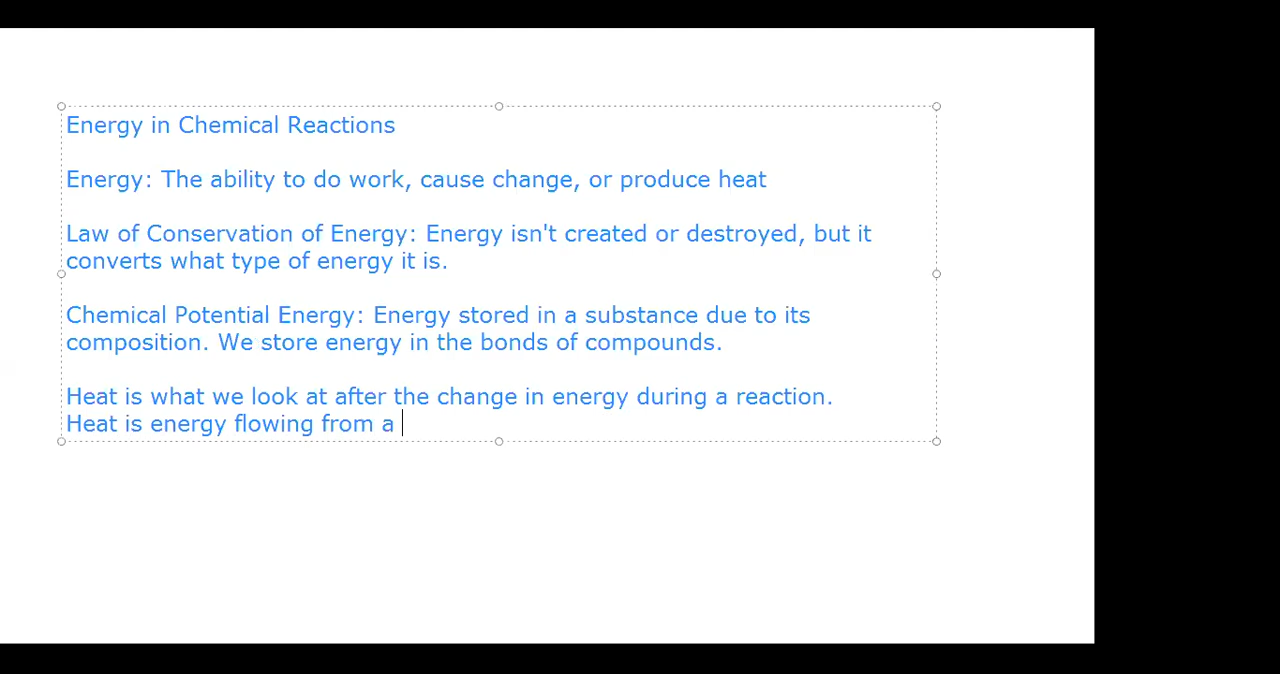 Energy in Chemical Reactions
Energy: The ability to do work, cause change, or produce heat
Law of Conservation of Energy: Energy isn't created or destroyed, but it
converts what type of energy it is.
Chemical Potential Energy: Energy stored in a substance due to its
composition. We store energy in the bonds of compounds.
Heat is what we look at after the change in energy during a reaction.
Heat is energy flowing from a